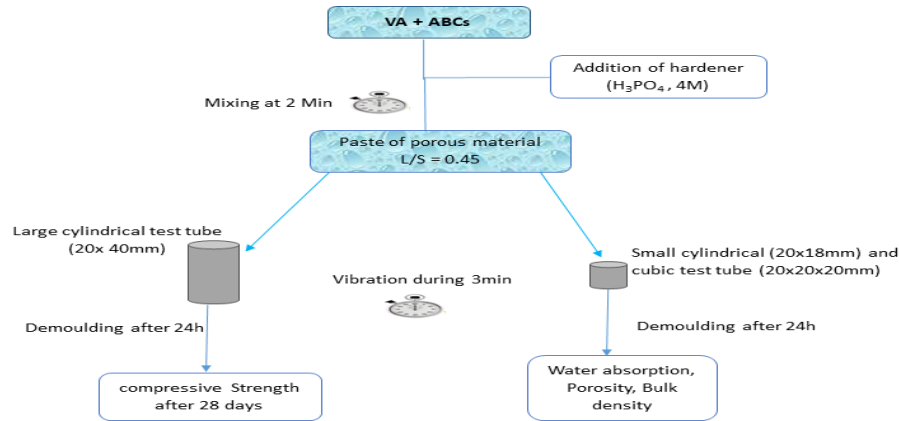 VA + ABCs
Addition of hardener
(H₃PO₄, 4M)
Mixing at 2 Min
Paste of porous material
L/S = 0.45
Large cylindrical test tube
(20x 40mm)
Small cylindrical (20x18mm) and
cubic test tube (20x20x20mm)
Vibration during 3min
Demoulding after 24h
Demoulding after 24h
compressive Strength
after 28 days
Water absorption,
Porosity, Bulk
density